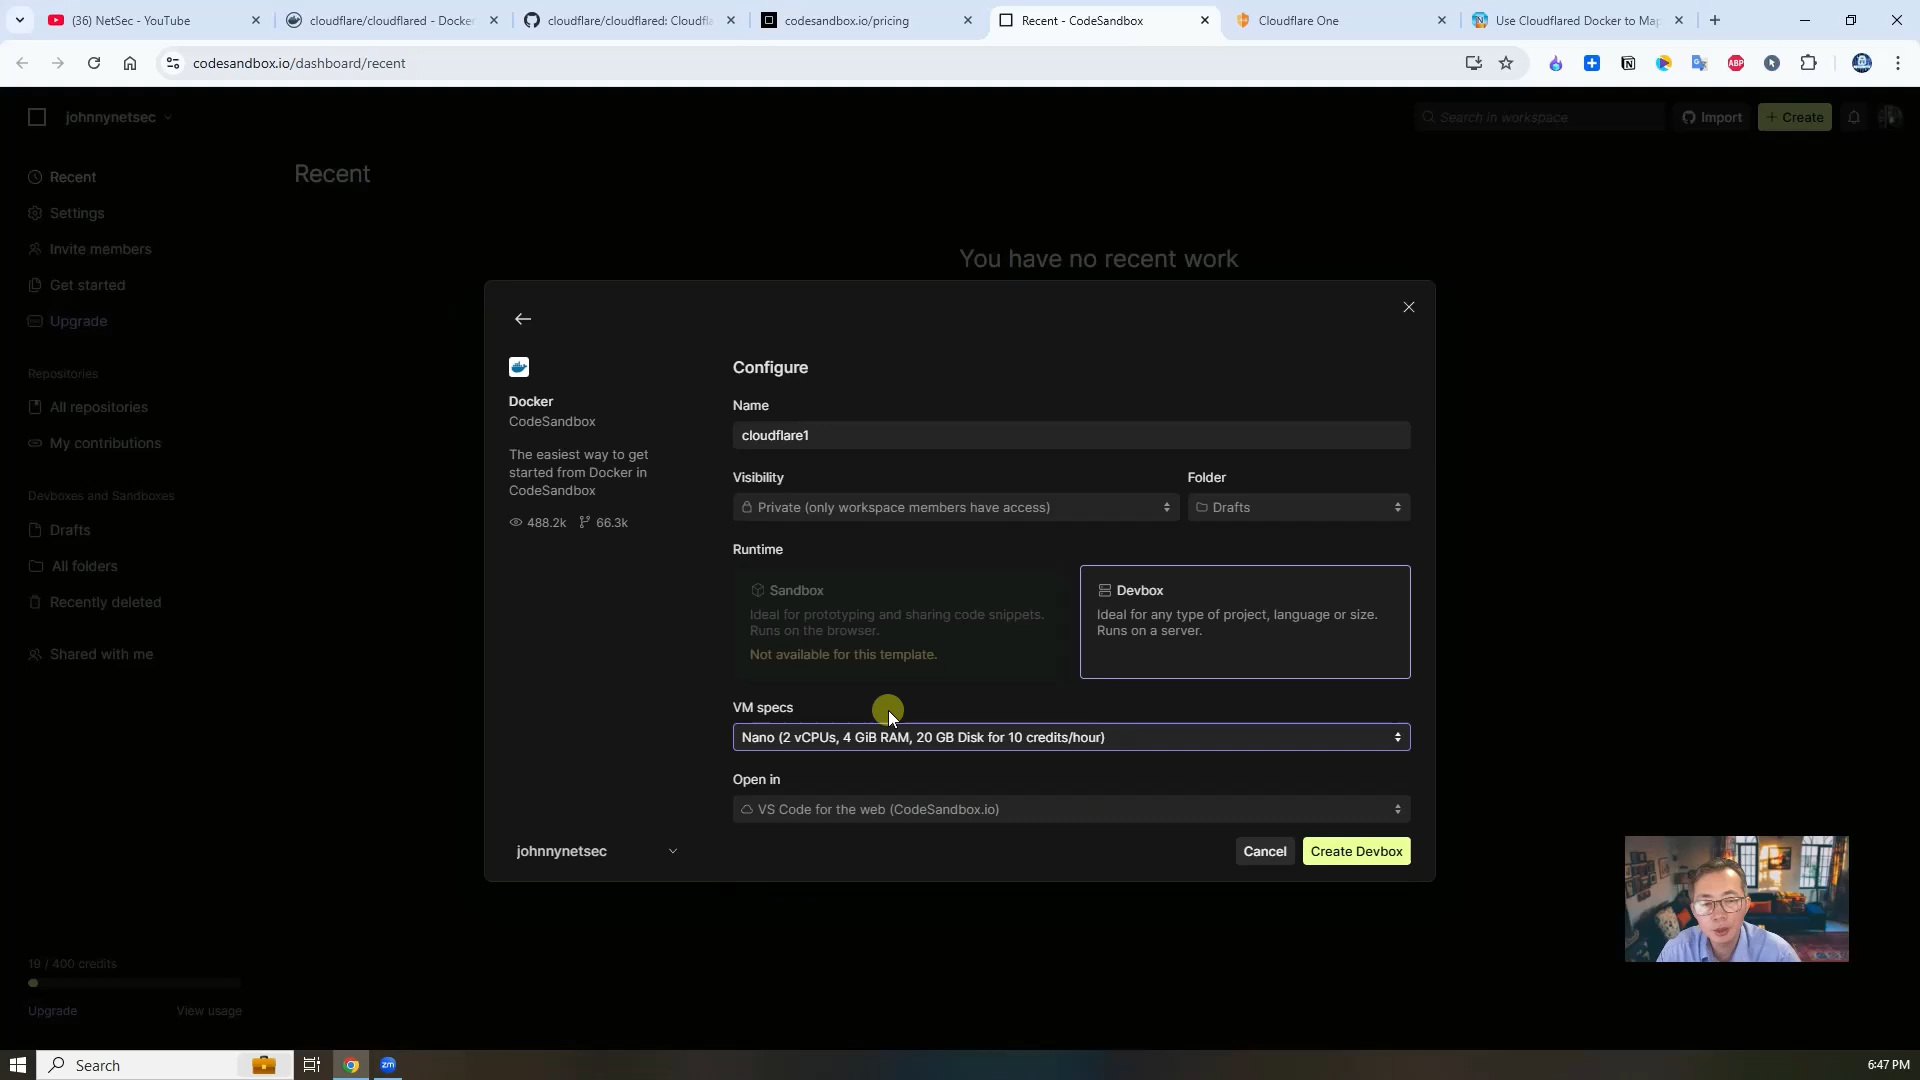 (36) NetSec - YouTube
cloudflare/cloudflared - Docke
cloudflare/cloudflared: Cloudfla
codesandbox.io/pricing
Recent - CodeSandbox
Cloudflare One
Use Cloudflared Docker to Map
codesandbox.io/dashboard/recent
ABP
johnnynetsec
Search in workspace
Import
+ Create
Recent
Settings
Invite members
Get started
Upgrade
Repositories
All repositories
My contributions
Devboxes and Sandboxes
Drafts
All folders
Recently deleted
Shared with me
19 / 400 credits
Upgrade
View usage
Recent
You have no recent work
Docker
CodeSandbox
The easiest way to get
started from Docker in
CodeSandbox
488.2k
66.3k
johnnynetsec
Configure
Name
cloudflare1
Visibility
Folder
Private (only workspace members have access)
Drafts
Runtime
Sandbox
Ideal for prototyping and sharing code snippets.
Runs on the browser.
Not available for this template.
Devbox
Ideal for any type of project, language or size.
Runs on a server.
VM specs
Nano (2 vCPUs, 4 GiB RAM, 20 GB Disk for 10 credits/hour)
Open in
VS Code for the web (CodeSandbox.io)
Cancel
Create Devbox
Search
zm
6:47 PM